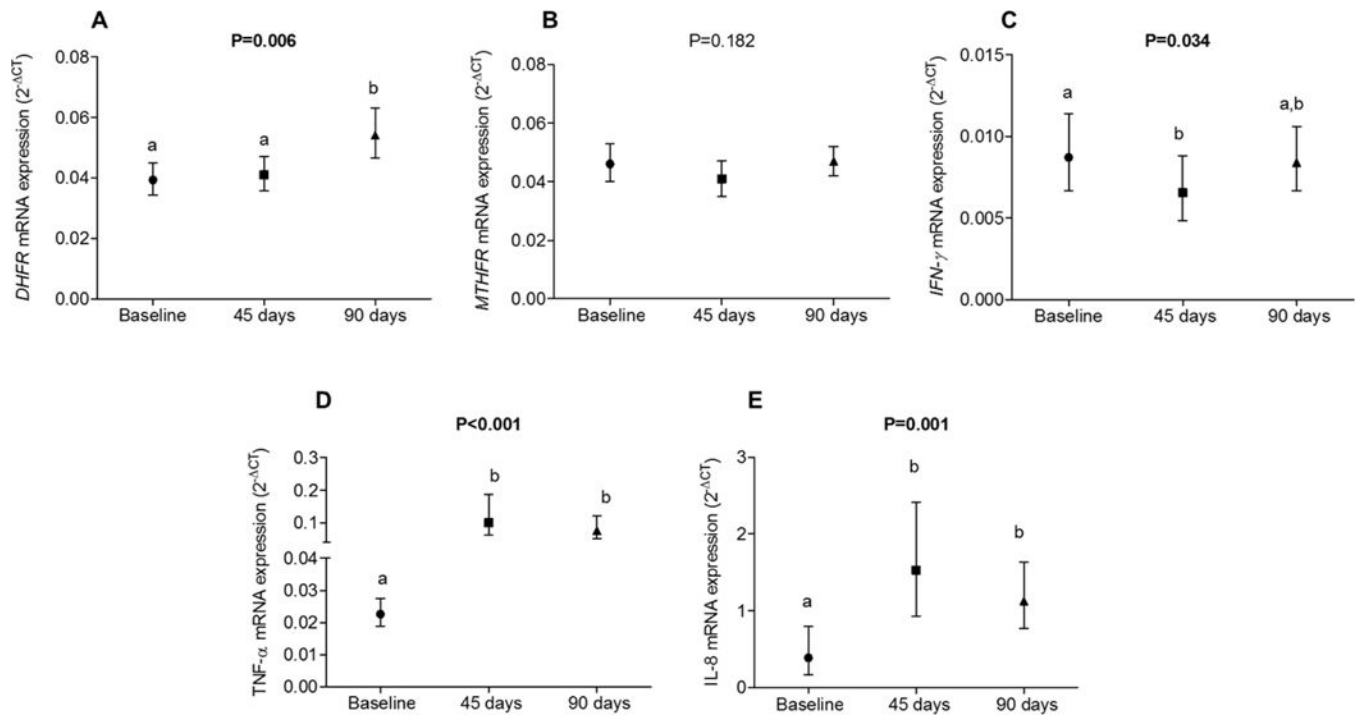 A
P=0.006
DHFR mRNA expression (2-ΔCT)
0.08
0.06
0.04
0.02
0.00
a
a
b
Baseline
45 days
90 days
B
P=0.182
MTHFR mRNA expression (2-ΔCT)
0.08
0.06
0.04
0.02
0.00
Baseline
45 days
90 days
C
P=0.034
IFN-γ mRNA expression (2-ΔCT)
0.015
0.010
0.005
0.000
a
b
a,b
Baseline
45 days
90 days
D
P<0.001
TNF-α mRNA expression (2-ΔCT)
0.3
0.2
0.1
0.04
0.03
0.02
0.01
0.00
a
b
b
Baseline
45 days
90 days
E
P=0.001
IL-8 mRNA expression (2-ΔCT)
3
2
1
0
a
b
b
Baseline
45 days
90 days